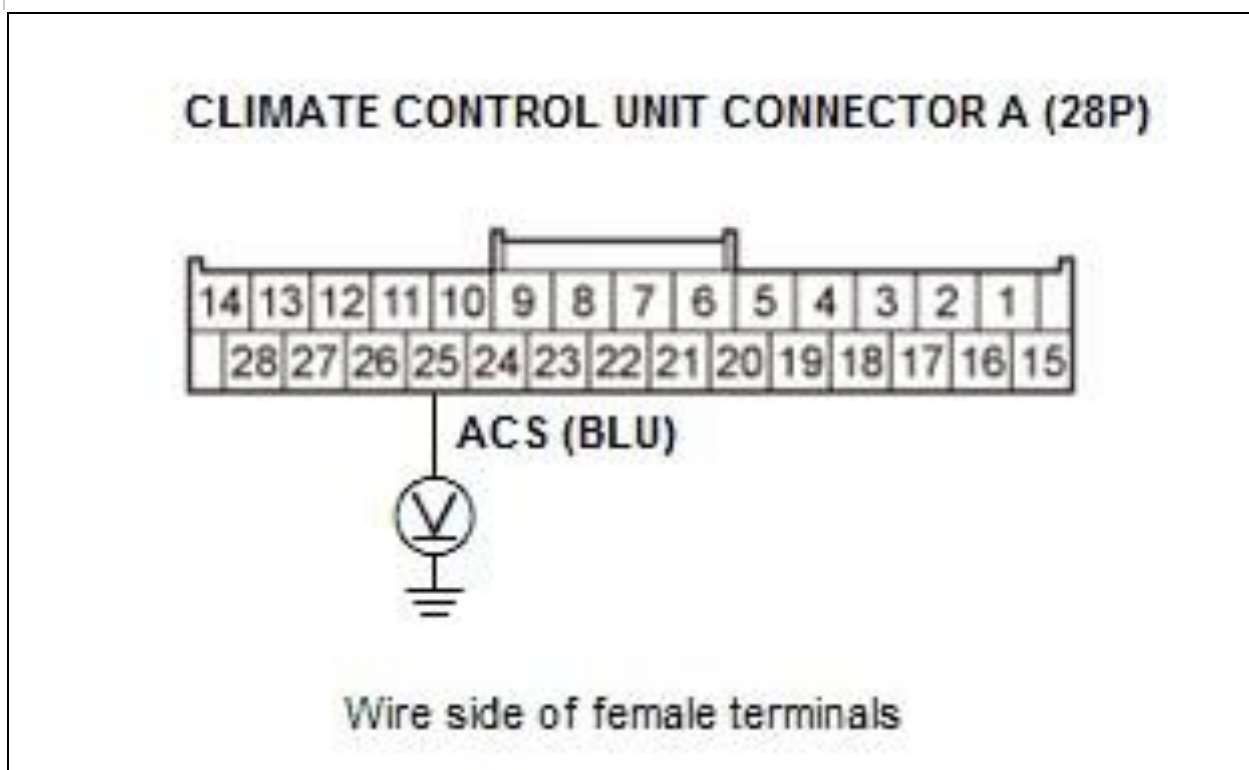 CLIMATE CONTROL UNIT CONNECTOR A (28P)
14 13 12 11 10 9 8 7 6 5 4 3 2 1
28 27 26 25 24 23 22 21 20 19 18 17 16 15
ACS (BLU)
V
Wire side of female terminals